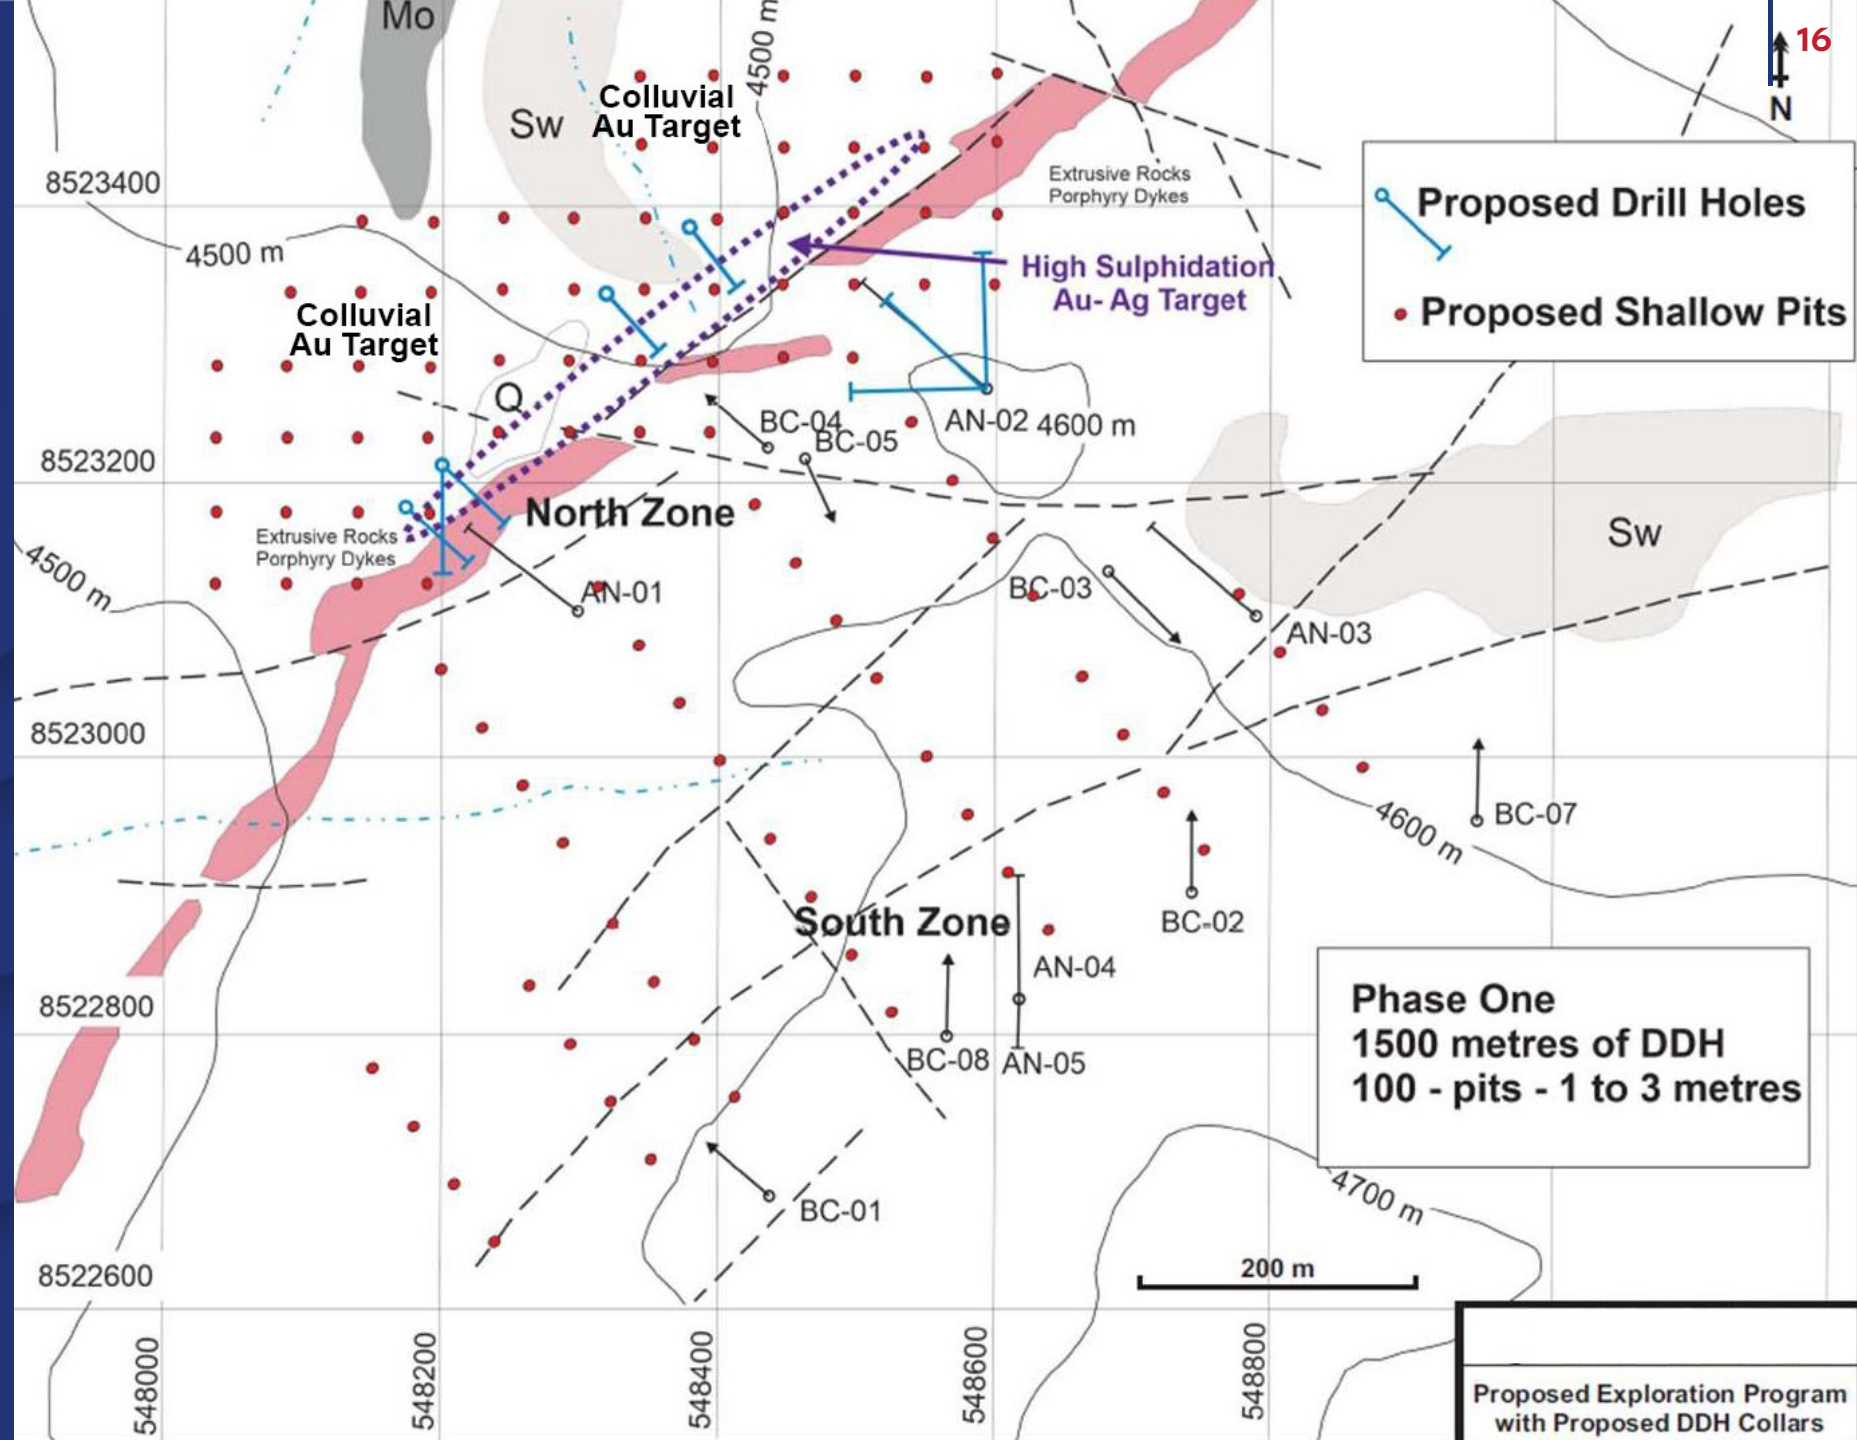 Mo
4500 m
16
Colluvial
Au Target
Sw
N
8523400
Extrusive Rocks
Porphyry Dykes
Proposed Drill Holes
4500 m
High Sulphidation
Au- Ag Target
Proposed Shallow Pits
Colluvial
Au Target
Q
BC-04
BC-05
AN-02
4600 m
8523200
North Zone
Sw
Extrusive Rocks
Porphyry Dykes
4500 m
AN-01
BC-03
AN-03
8523000
4600 m
BC-07
South Zone
BC-02
AN-04
8522800
BC-08
AN-05
Phase One
1500 metres of DDH
100 - pits - 1 to 3 metres
BC-01
4700 m
8522600
200 m
548000
548200
548400
548600
548800
Proposed Exploration Program
with Proposed DDH Collars